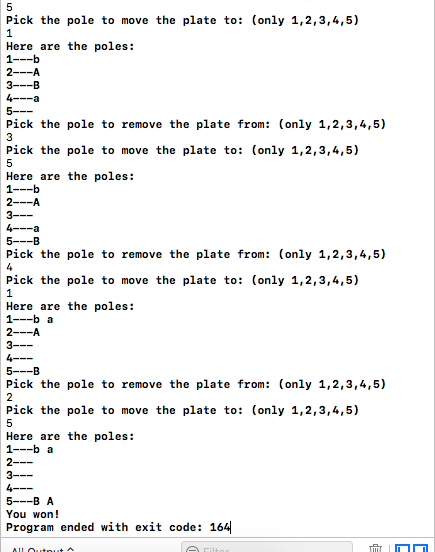 5
Pick the pole to move the plate to: (only 1,2,3,4,5)
1
Here are the poles:
1---b
2---A
3---B
4---a
5---
Pick the pole to remove the plate from: (only 1,2,3,4,5)
3
Pick the pole to move the plate to: (only 1,2,3,4,5)
5
Here are the poles:
1---b
2---A
3---
4---a
5---B
Pick the pole to remove the plate from: (only 1,2,3,4,5)
4
Pick the pole to move the plate to: (only 1,2,3,4,5)
1
Here are the poles:
1---b a
2---A
3---
4---
5---B
Pick the pole to remove the plate from: (only 1,2,3,4,5)
2
Pick the pole to move the plate to: (only 1,2,3,4,5)
5
Here are the poles:
1---b a
2---
3---
4---
5---B A
You won!
Program ended with exit code: 164
All Output Filter